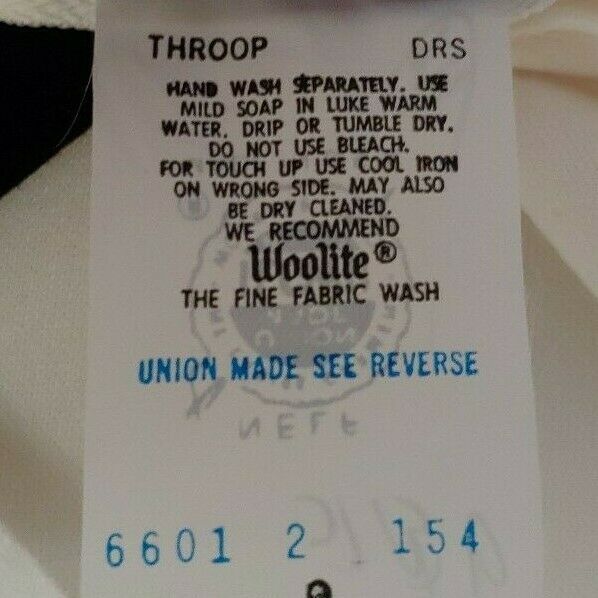 THROOP DRS
HAND WASH SEPARATELY. USE
MILD SOAP IN LUKE WARM
WATER. DRIP OR TUMBLE DRY.
DO NOT USE BLEACH.
FOR TOUCH UP USE COOL IRON
ON WRONG SIDE. MAY ALSO
BE DRY CLEANED.
WE RECOMMEND
Woolite®
THE FINE FABRIC WASH
UNION MADE SEE REVERSE
6601 2 154